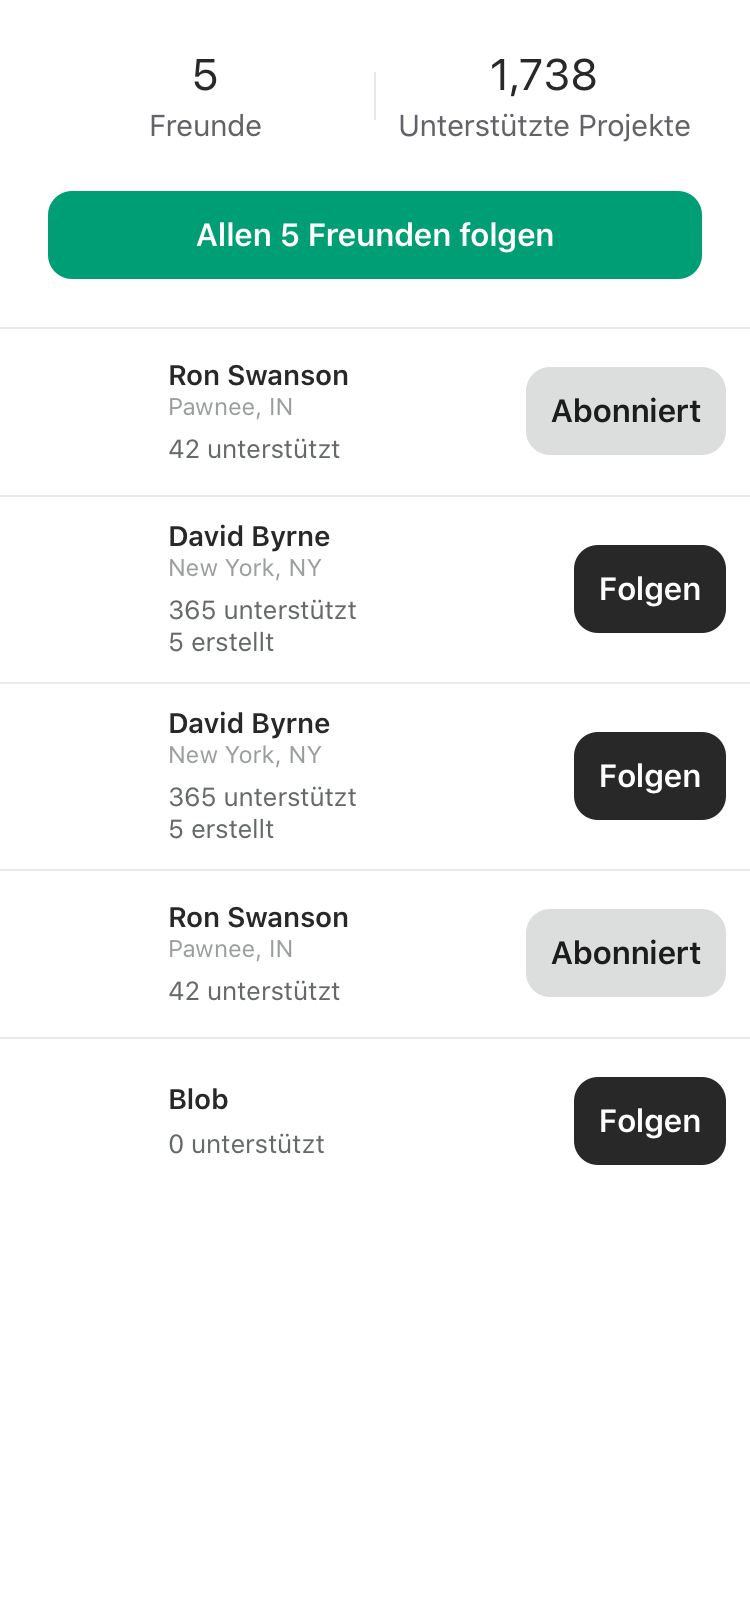 5
Freunde
1,738
Unterstützte Projekte
Allen 5 Freunden folgen
Ron Swanson
Pawnee, IN
42 unterstützt
Abonniert
David Byrne
New York, NY
365 unterstützt
5 erstellt
Folgen
David Byrne
New York, NY
365 unterstützt
5 erstellt
Folgen
Ron Swanson
Pawnee, IN
42 unterstützt
Abonniert
Blob
0 unterstützt
Folgen